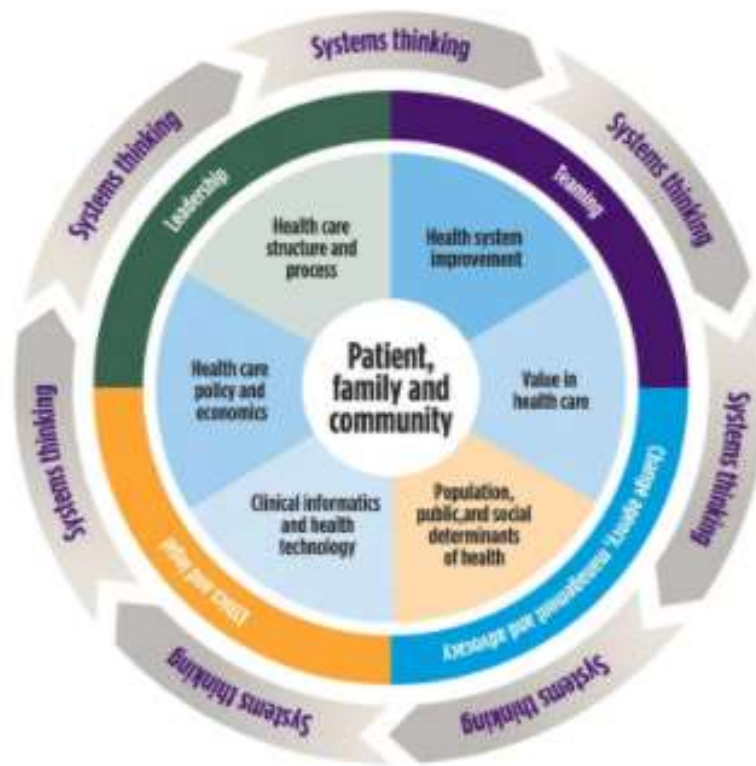 Systems thinking
Systems thinking
Systems thinking
Systems thinking
Systems thinking
Systems thinking
Systems thinking
Leadership
Teaming
Change agency, management and advocacy
Ethics and legal
Health care
structure and
process
Health system
improvement
Value in
health care
Population,
public,and social
determinants
of health
Clinical informatics
and health
technology
Health care
policy and
economics
Patient,
family and
community